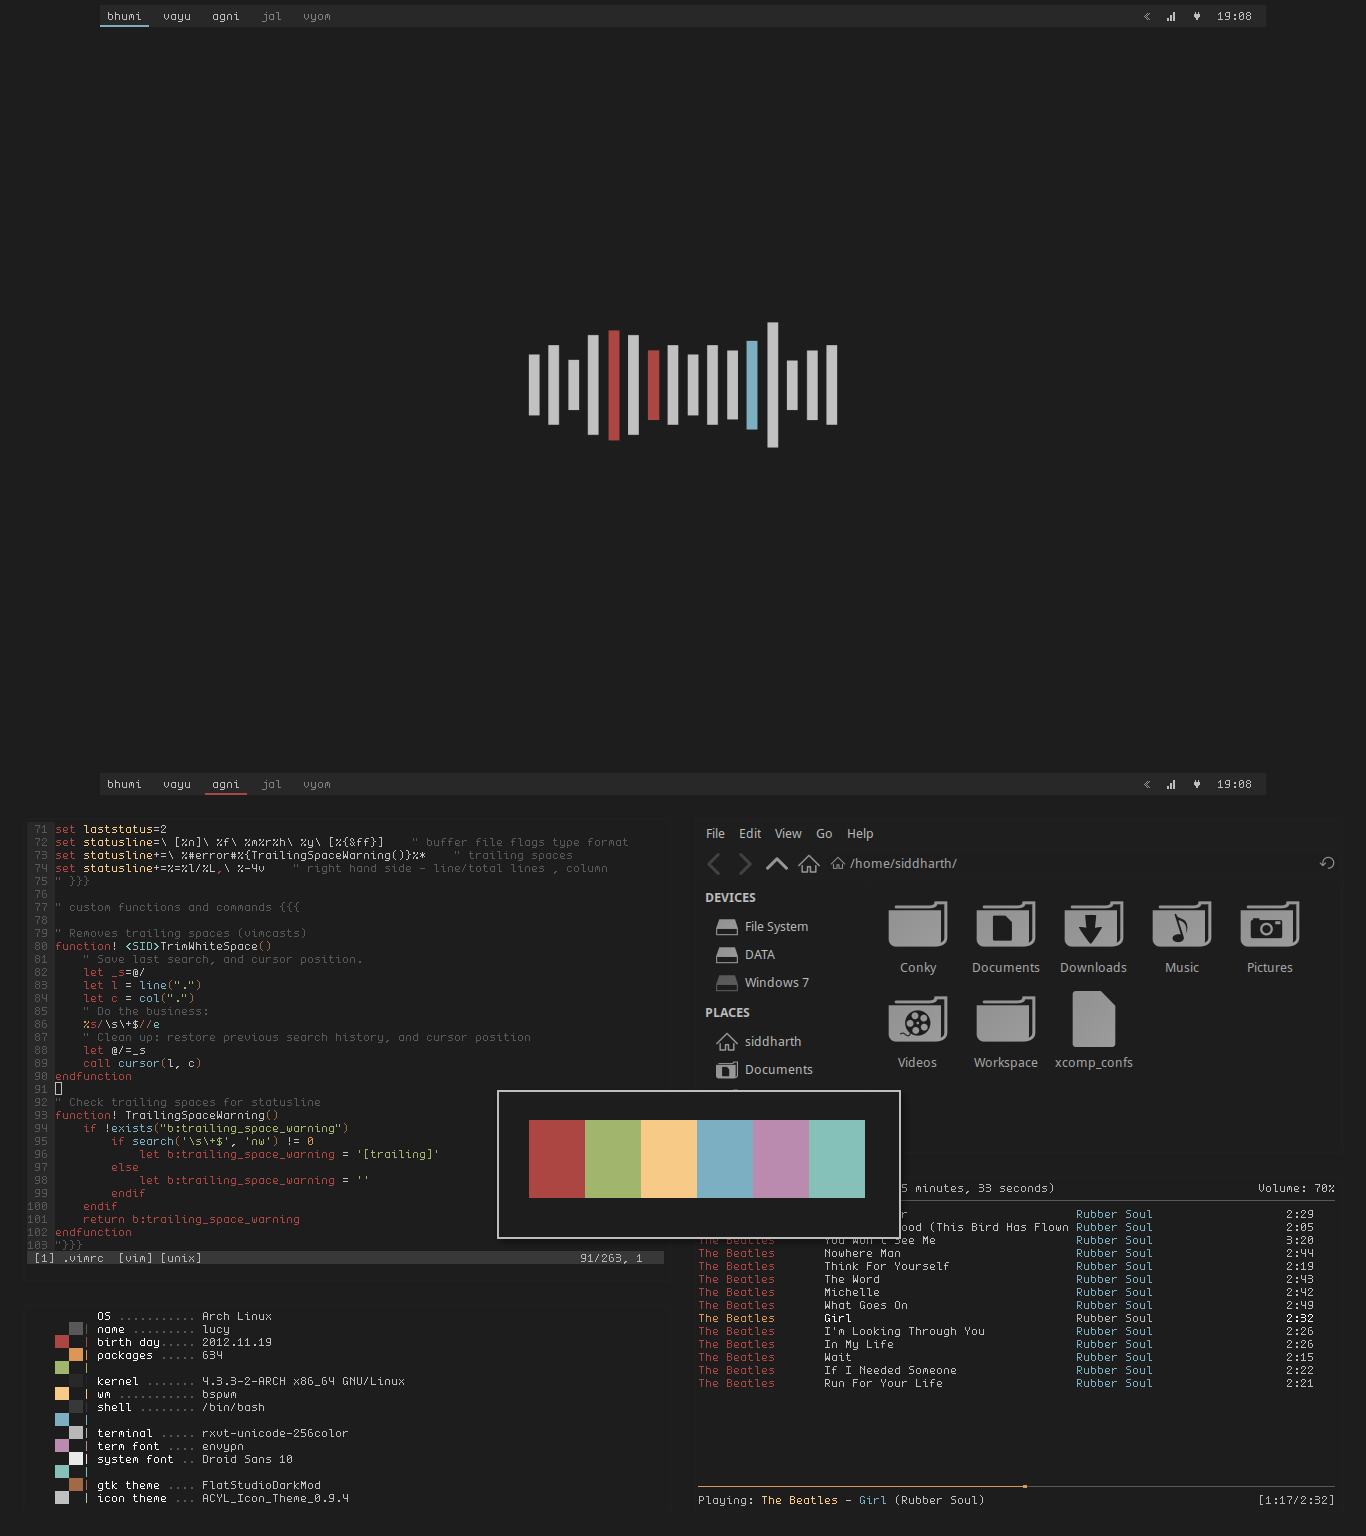 bhumi vayu agni jal vyom 19:08
bhumi vayu agni jal vyom 19:08
71 set laststatus=2
72 set statusline=\ [%n]\ %f\ %m%r%h\ %y\ [%{&ff}] " buffer file flags type format
73 set statusline+=\ %#error#%{TrailingSpaceWarning()}%* " trailing spaces
74 set statusline+=%=%l/%L,\ %-4v " right hand side - line/total lines , column
75 " }}}
76
77 " custom functions and commands {{{
78
79 " Removes trailing spaces (vimcasts)
80 function! <SID>TrimWhiteSpace()
81 " Save last search, and cursor position.
82 let _s=@/
83 let l = line(".")
84 let c = col(".")
85 " Do the business:
86 %s/\s\+$//e
87 " Clean up: restore previous search history, and cursor position
88 let @/=_s
89 call cursor(l, c)
90 endfunction
91
92 " Check trailing spaces for statusline
93 function! TrailingSpaceWarning()
94 if !exists("b:trailing_space_warning")
95 if search('\s\+$', 'nw') != 0
96 let b:trailing_space_warning = '[trailing]'
97 else
98 let b:trailing_space_warning = ''
99 endif
100 endif
101 return b:trailing_space_warning
102 endfunction
103 "}}}
[1] .vimrc [vim] [unix] 91/263, 1
File Edit View Go Help
/home/siddharth/
DEVICES
File System
DATA
Windows 7
PLACES
siddharth
Documents
Conky Documents Downloads Music Pictures
Videos Workspace xcomp_confs
5 minutes, 33 seconds) Volume: 70%
r Rubber Soul 2:29
ood (This Bird Has Flown Rubber Soul 2:05
The Beatles You Won't See Me Rubber Soul 3:20
The Beatles Nowhere Man Rubber Soul 2:44
The Beatles Think For Yourself Rubber Soul 2:19
The Beatles The Word Rubber Soul 2:43
The Beatles Michelle Rubber Soul 2:42
The Beatles What Goes On Rubber Soul 2:49
The Beatles Girl Rubber Soul 2:32
The Beatles I'm Looking Through You Rubber Soul 2:26
The Beatles In My Life Rubber Soul 2:26
The Beatles Wait Rubber Soul 2:15
The Beatles If I Needed Someone Rubber Soul 2:22
The Beatles Run For Your Life Rubber Soul 2:21
Playing: The Beatles - Girl (Rubber Soul) [1:17/2:32]
OS ........... Arch Linux
name ......... lucy
birth day..... 2012.11.19
packages ..... 634
kernel ....... 4.3.3-2-ARCH x86_64 GNU/Linux
wm ........... bspwm
shell ........ /bin/bash
terminal ..... rxvt-unicode-256color
term font .... envypn
system font .. Droid Sans 10
gtk theme .... FlatStudioDarkMod
icon theme ... ACYL_Icon_Theme_0.9.4